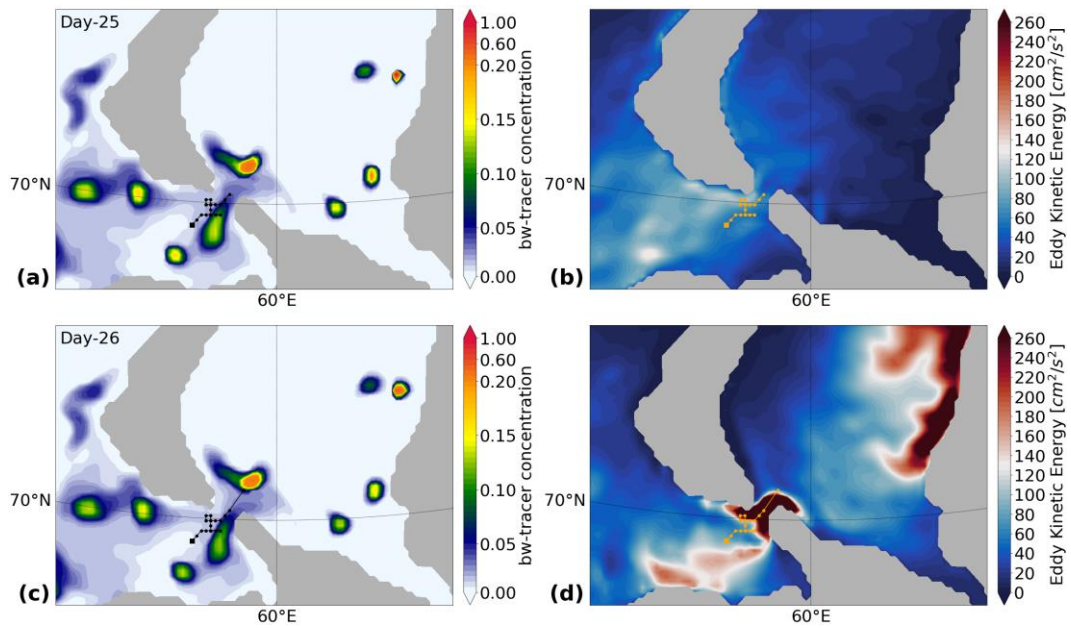 Day-25
70°N
60°E
(a)
1.00
0.60
0.20
0.15
0.10
0.05
0.00
bw-tracer concentration
60°E
(b)
260
240
220
200
180
160
140
120
100
80
60
40
20
0
Eddy Kinetic Energy [cm²/s²]
Day-26
70°N
60°E
(c)
1.00
0.60
0.20
0.15
0.10
0.05
0.00
bw-tracer concentration
60°E
(d)
260
240
220
200
180
160
140
120
100
80
60
40
20
0
Eddy Kinetic Energy [cm²/s²]